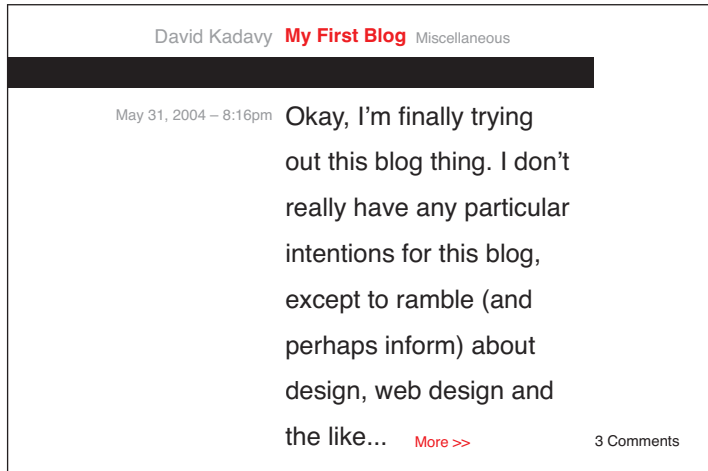 David Kadavy My First Blog Miscellaneous
May 31, 2004 – 8:16pm Okay, I’m finally trying
out this blog thing. I don’t
really have any particular
intentions for this blog,
except to ramble (and
perhaps inform) about
design, web design and
the like... More >> 3 Comments